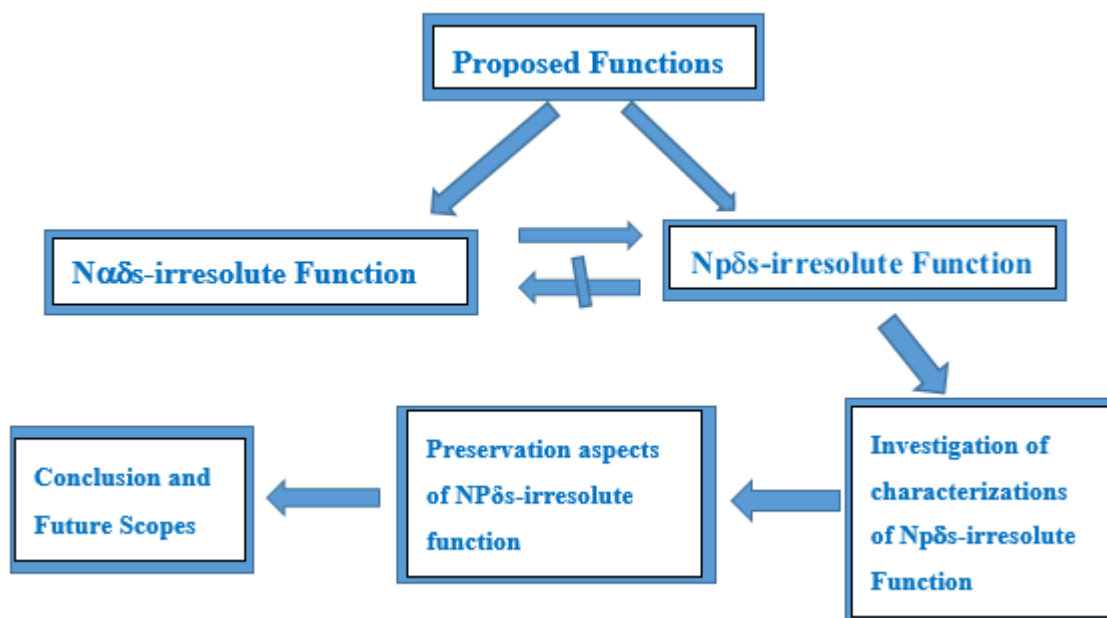 Proposed Functions
Nαδs-irresolute Function
Npδs-irresolute Function
Investigation of
characterizations
of Npδs-irresolute
Function
Preservation aspects
of NPδs-irresolute
function
Conclusion and
Future Scopes